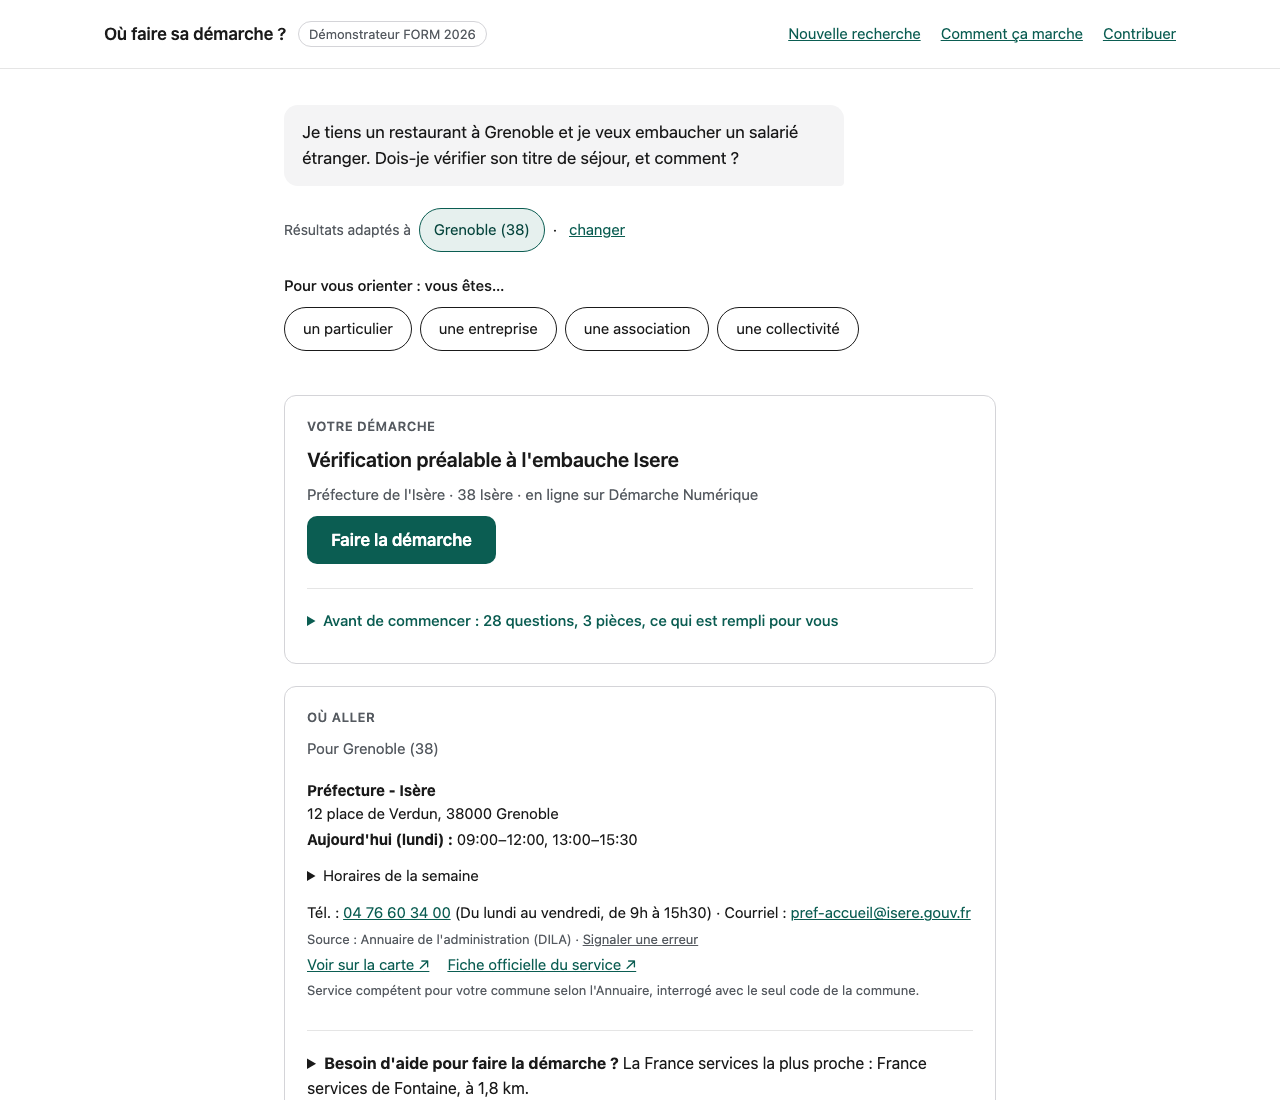 Où faire sa démarche ? Démonstrateur FORM 2026 Nouvelle recherche Comment ça marche Contribuer
Je tiens un restaurant à Grenoble et je veux embaucher un salarié
étranger. Dois-je vérifier son titre de séjour, et comment ?
Résultats adaptés à Grenoble (38) · changer
Pour vous orienter : vous êtes...
un particulier une entreprise une association une collectivité
VOTRE DÉMARCHE
Vérification préalable à l'embauche Isere
Préfecture de l'Isère · 38 Isère · en ligne sur Démarche Numérique
Faire la démarche
▶ Avant de commencer : 28 questions, 3 pièces, ce qui est rempli pour vous
OÙ ALLER
Pour Grenoble (38)
Préfecture - Isère
12 place de Verdun, 38000 Grenoble
Aujourd'hui (lundi) : 09:00–12:00, 13:00–15:30
▶ Horaires de la semaine
Tél. : 04 76 60 34 00 (Du lundi au vendredi, de 9h à 15h30) · Courriel : pref-accueil@isere.gouv.fr
Source : Annuaire de l'administration (DILA) · Signaler une erreur
Voir sur la carte ↗ Fiche officielle du service ↗
Service compétent pour votre commune selon l'Annuaire, interrogé avec le seul code de la commune.
▶ Besoin d'aide pour faire la démarche ? La France services la plus proche : France
services de Fontaine, à 1,8 km.